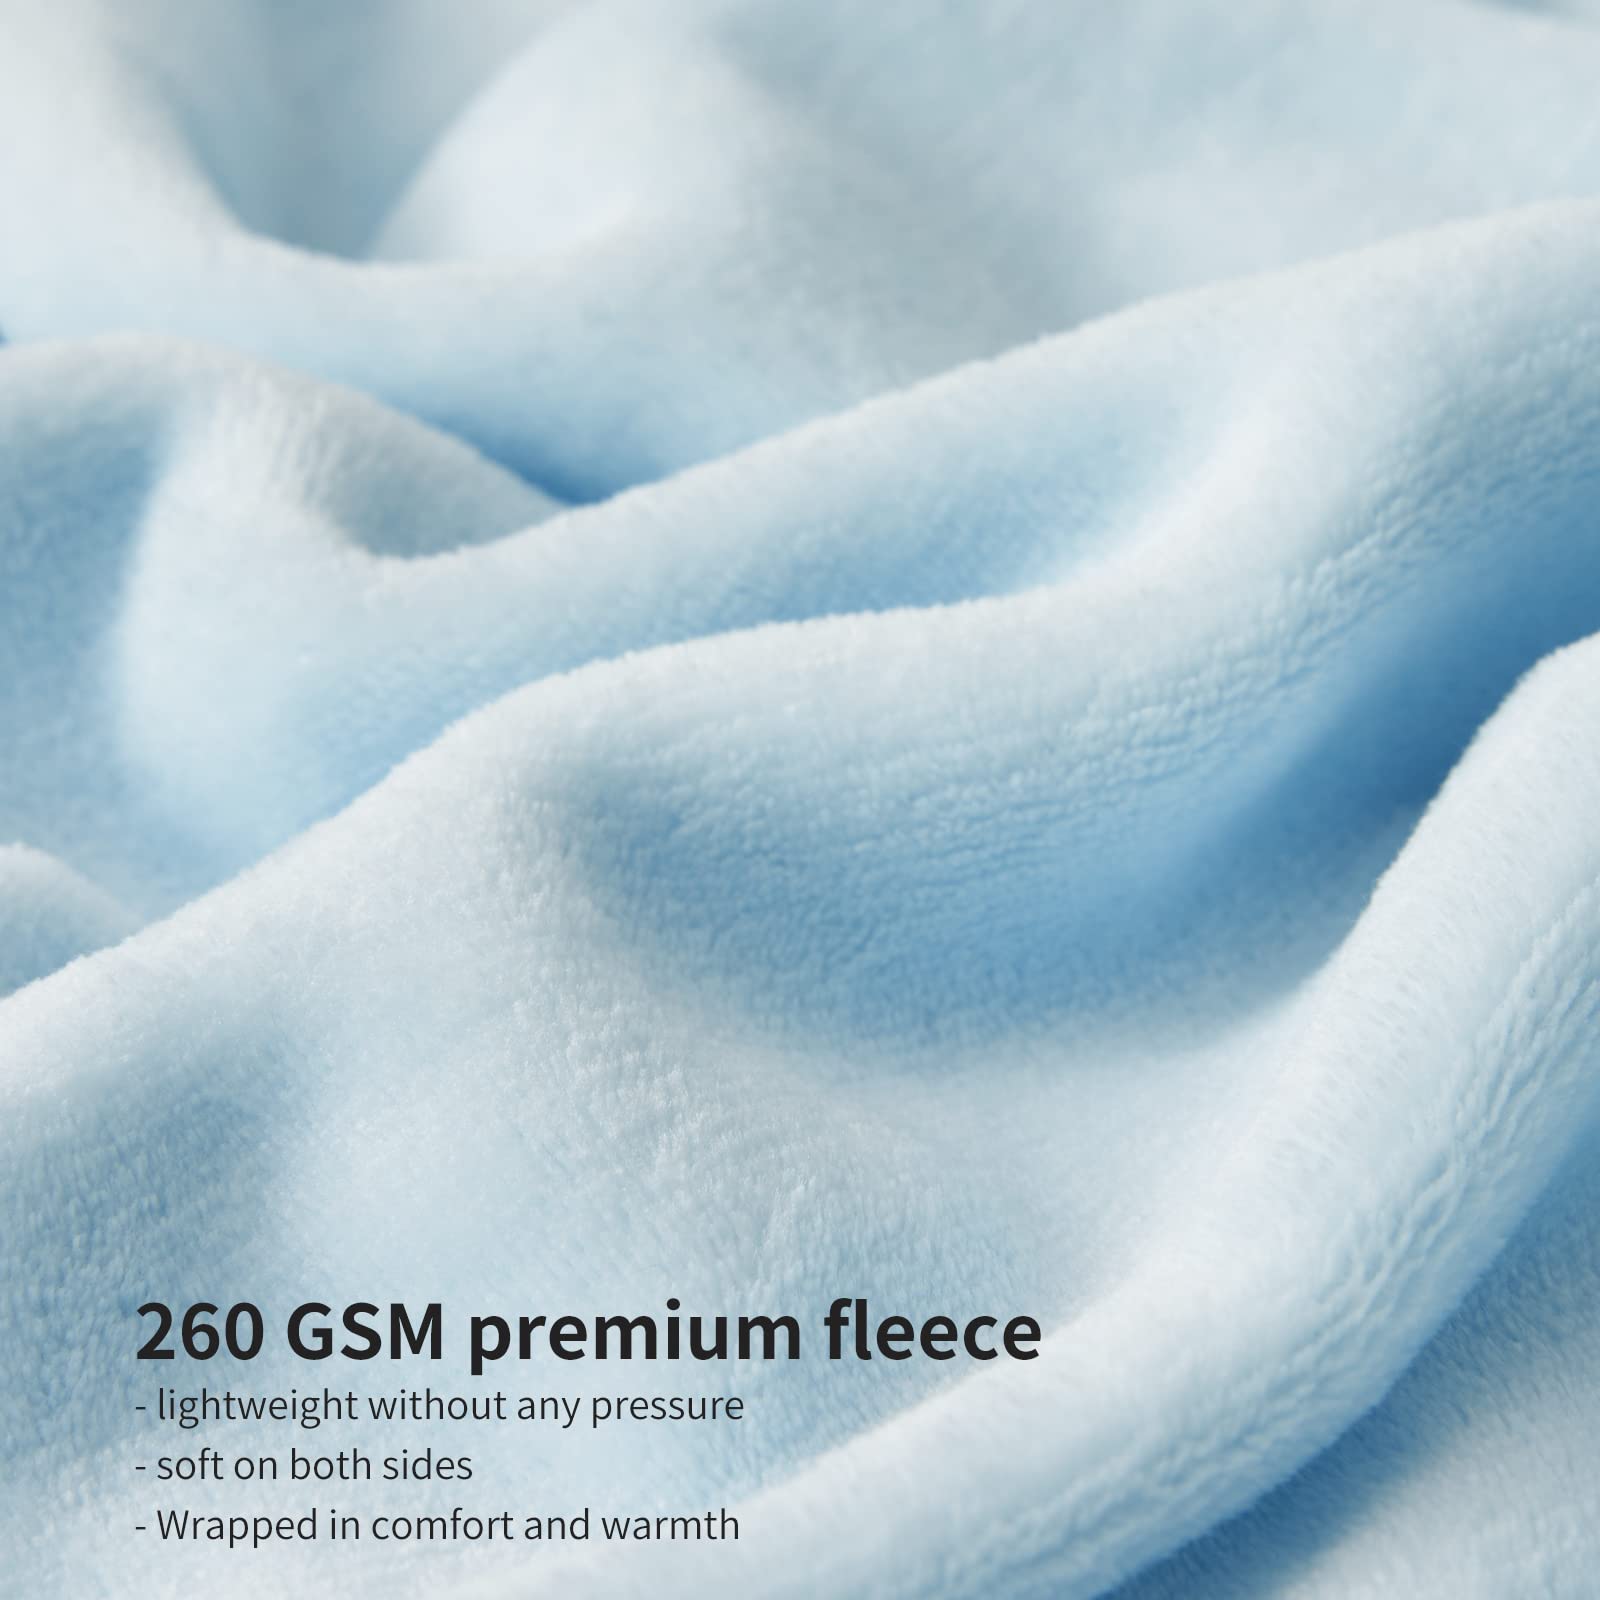 260 GSM premium fleece
- lightweight without any pressure
- soft on both sides
- Wrapped in comfort and warmth